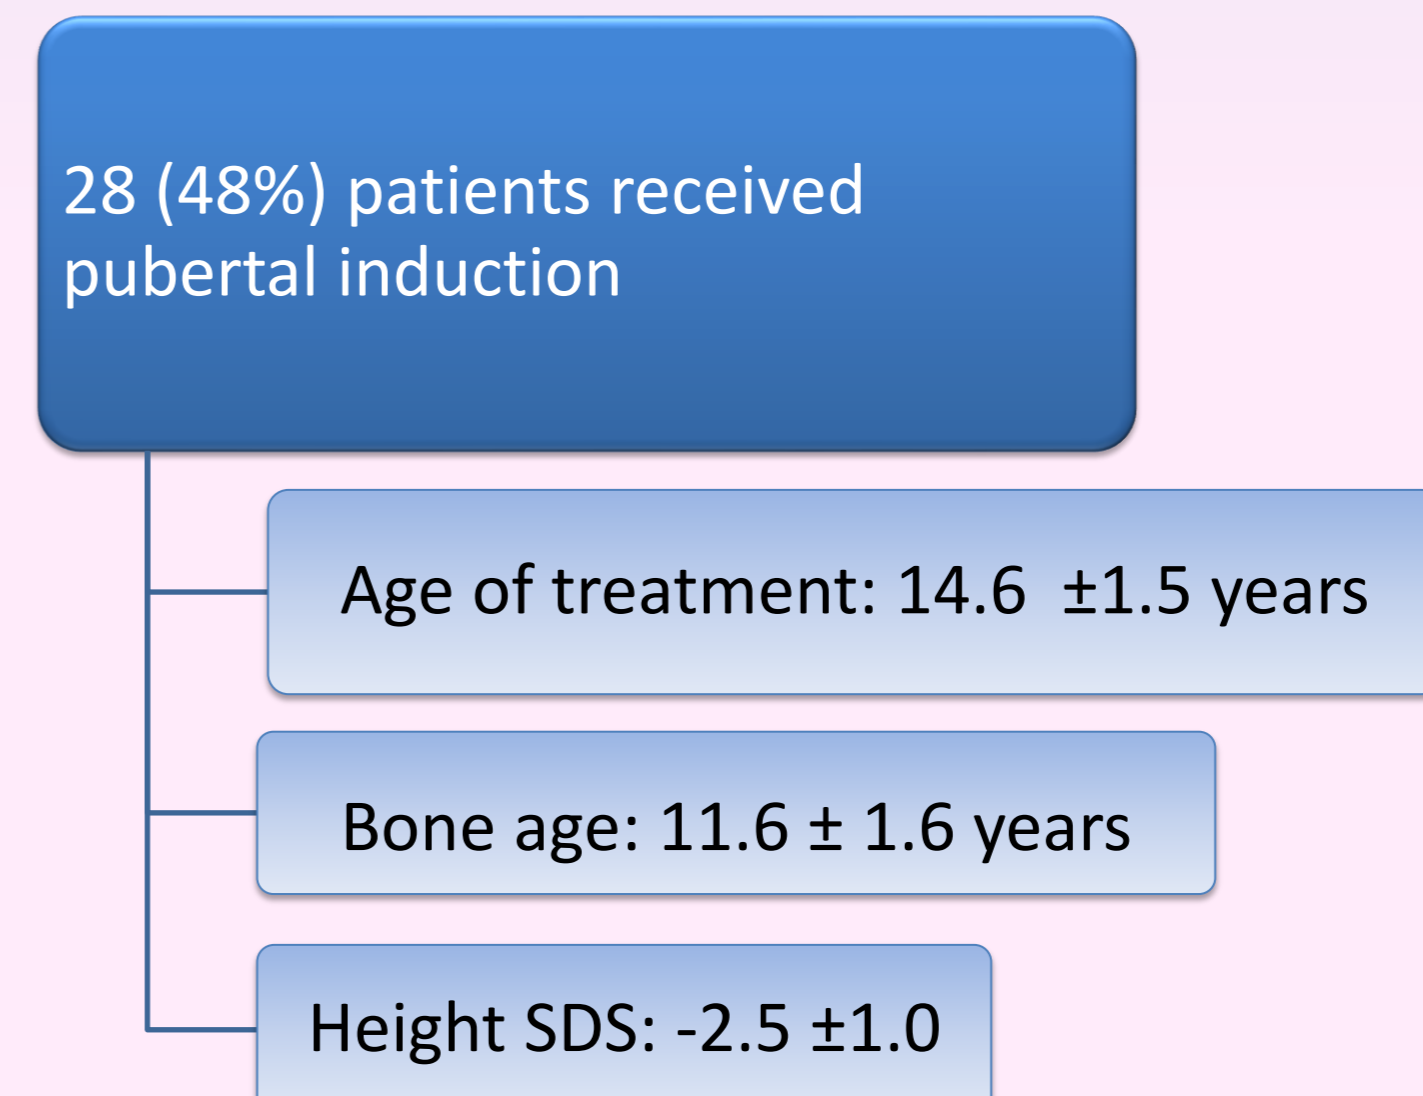 28 (48%) patients received
pubertal induction
Age of treatment: 14.6  ±1.5 years
Bone age: 11.6 ± 1.6 years
Height SDS: -2.5 ±1.0